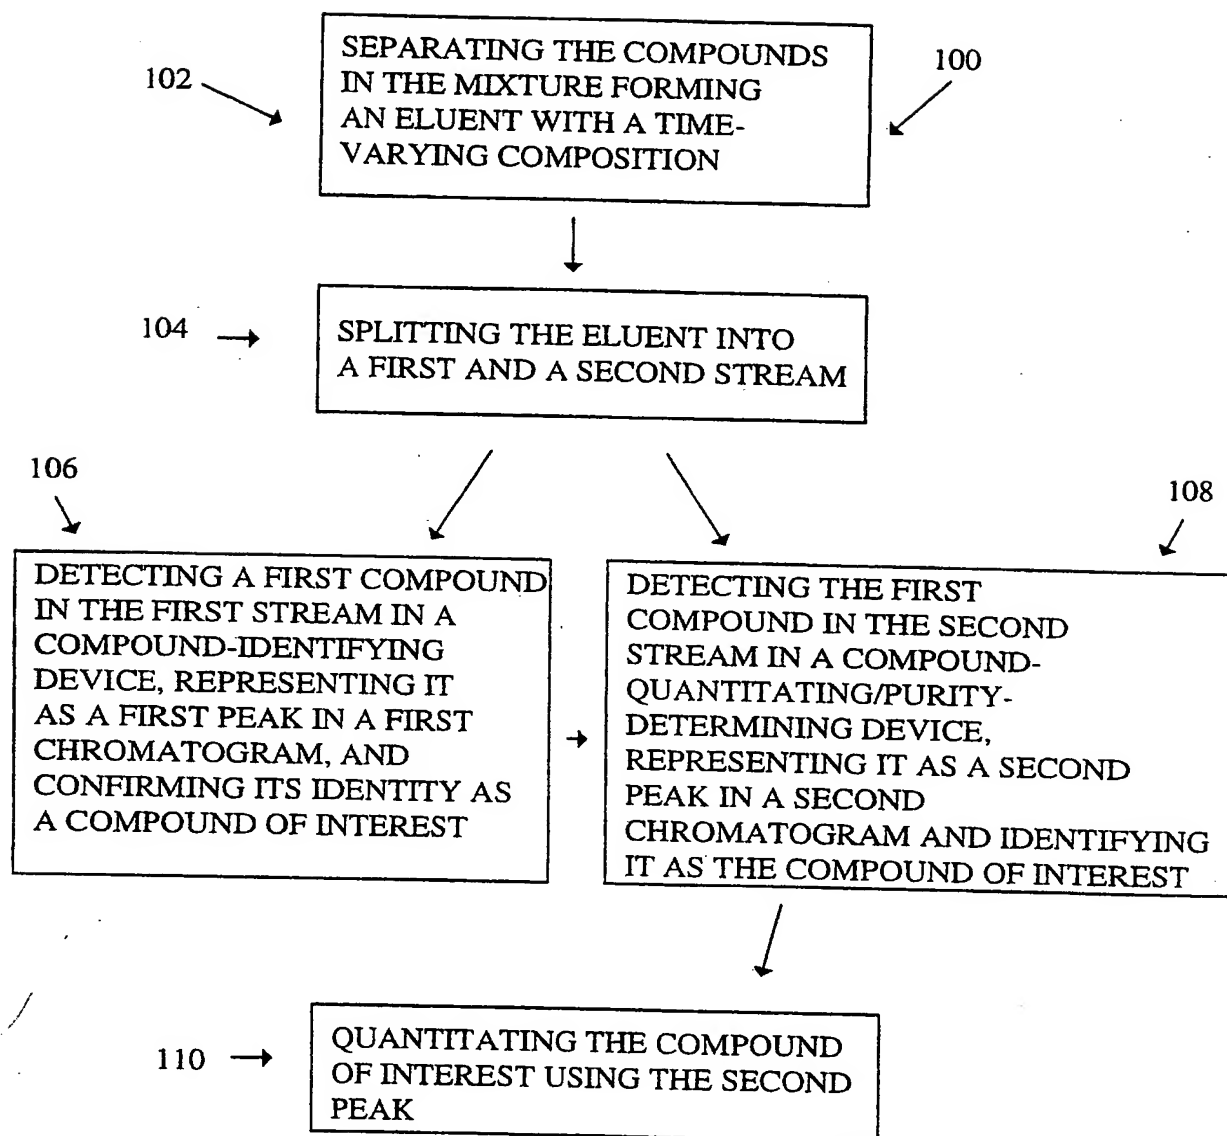 102
SEPARATING THE COMPOUNDS
IN THE MIXTURE FORMING
AN ELUENT WITH A TIME-
VARYING COMPOSITION
100
104
SPLITTING THE ELUENT INTO
A FIRST AND A SECOND STREAM
106
DETECTING A FIRST COMPOUND
IN THE FIRST STREAM IN A
COMPOUND-IDENTIFYING
DEVICE, REPRESENTING IT
AS A FIRST PEAK IN A FIRST
CHROMATOGRAM, AND
CONFIRMING ITS IDENTITY AS
A COMPOUND OF INTEREST
108
DETECTING THE FIRST
COMPOUND IN THE SECOND
STREAM IN A COMPOUND-
QUANTITATING/PURITY-
DETERMINING DEVICE,
REPRESENTING IT AS A SECOND
PEAK IN A SECOND
CHROMATOGRAM AND IDENTIFYING
IT AS THE COMPOUND OF INTEREST
110
QUANTITATING THE COMPOUND
OF INTEREST USING THE SECOND
PEAK